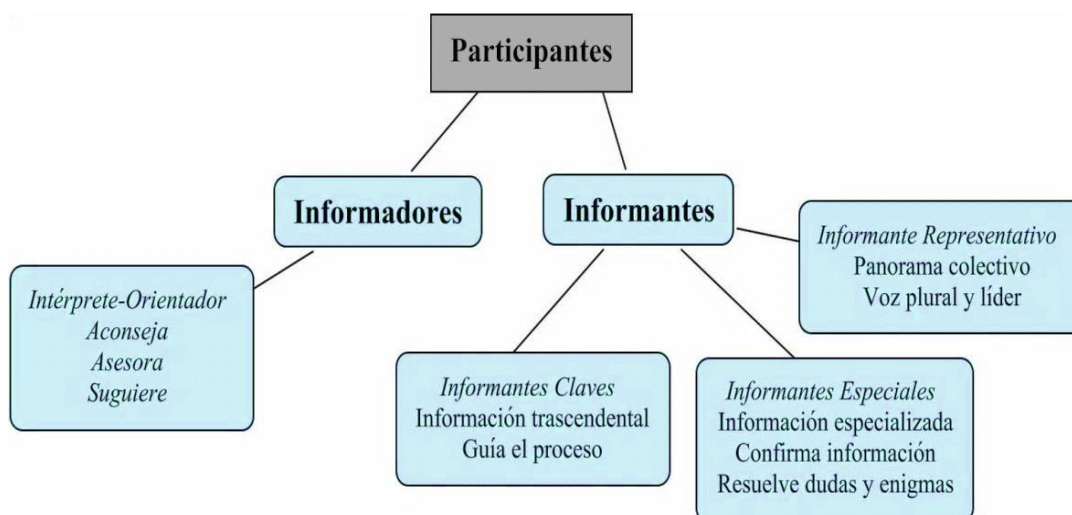 Participantes
Informadores
Informantes
Intérprete-Orientador
Aconseja
Asesora
Suguiere
Informantes Claves
Información trascendental
Guía el proceso
Informantes Especiales
Información especializada
Confirma información
Resuelve dudas y enigmas
Informante Representativo
Panorama colectivo
Voz plural y líder